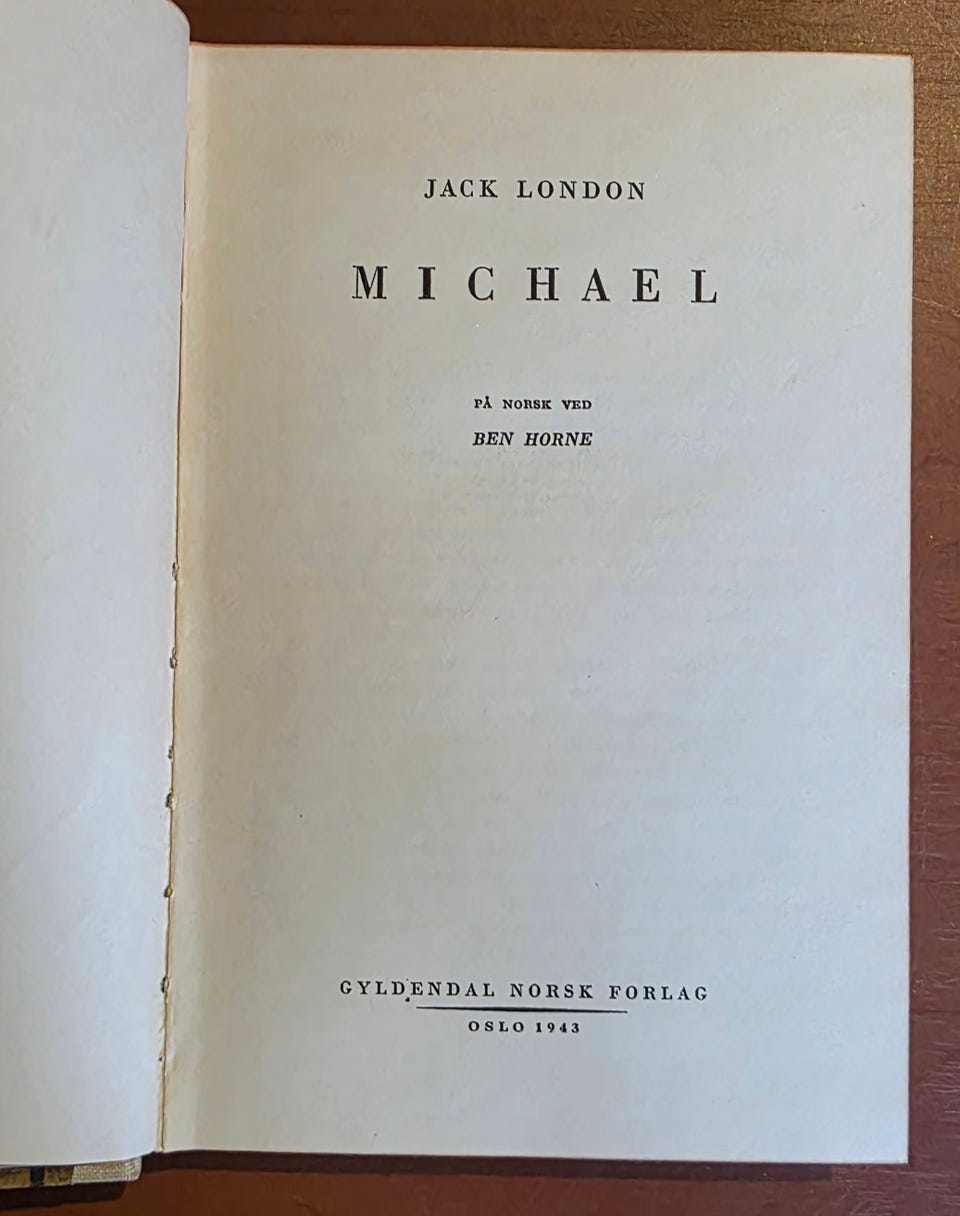 JACK LONDON
MICHAEL
PÅ NORSK VED
BEN HORNE
GYLDENDAL NORSK FORLAG
OSLO 1943